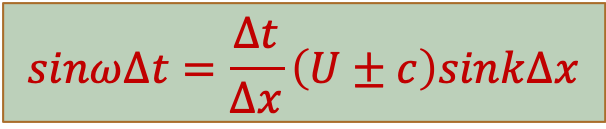 sinωΔt = Δt/Δx (U ± c)sinkΔx